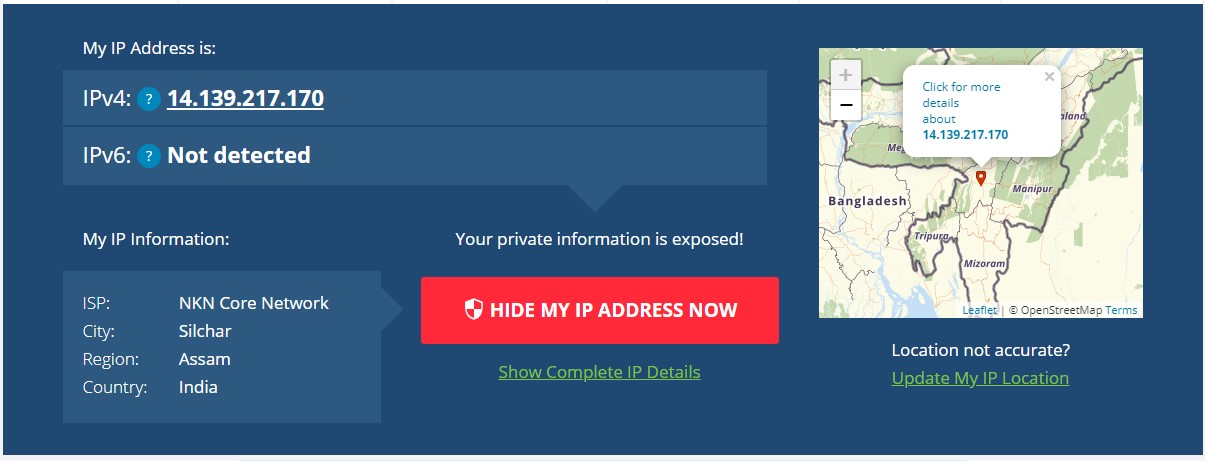 My IP Address is:
IPv4: ? 14.139.217.170
IPv6: ? Not detected
My IP Information:
ISP: NKN Core Network
City: Silchar
Region: Assam
Country: India
Your private information is exposed!
HIDE MY IP ADDRESS NOW
Show Complete IP Details
+
−
×
Click for more
details
about
14.139.217.170
aland
Meg
Manipur
Bangladesh
Tripura
Mizoram
Leaflet | © OpenStreetMap Terms
Location not accurate?
Update My IP Location